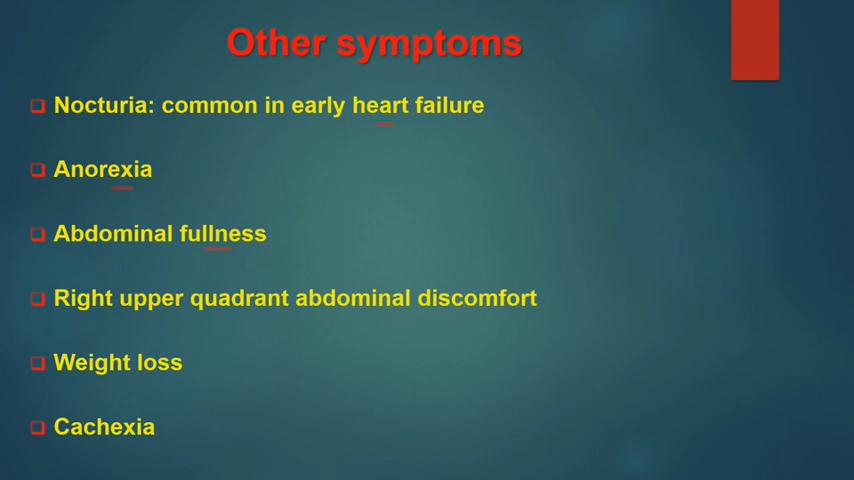 Other symptoms
Nocturia: common in early heart failure
Anorexia
Abdominal fullness
Right upper quadrant abdominal discomfort
Weight loss
Cachexia